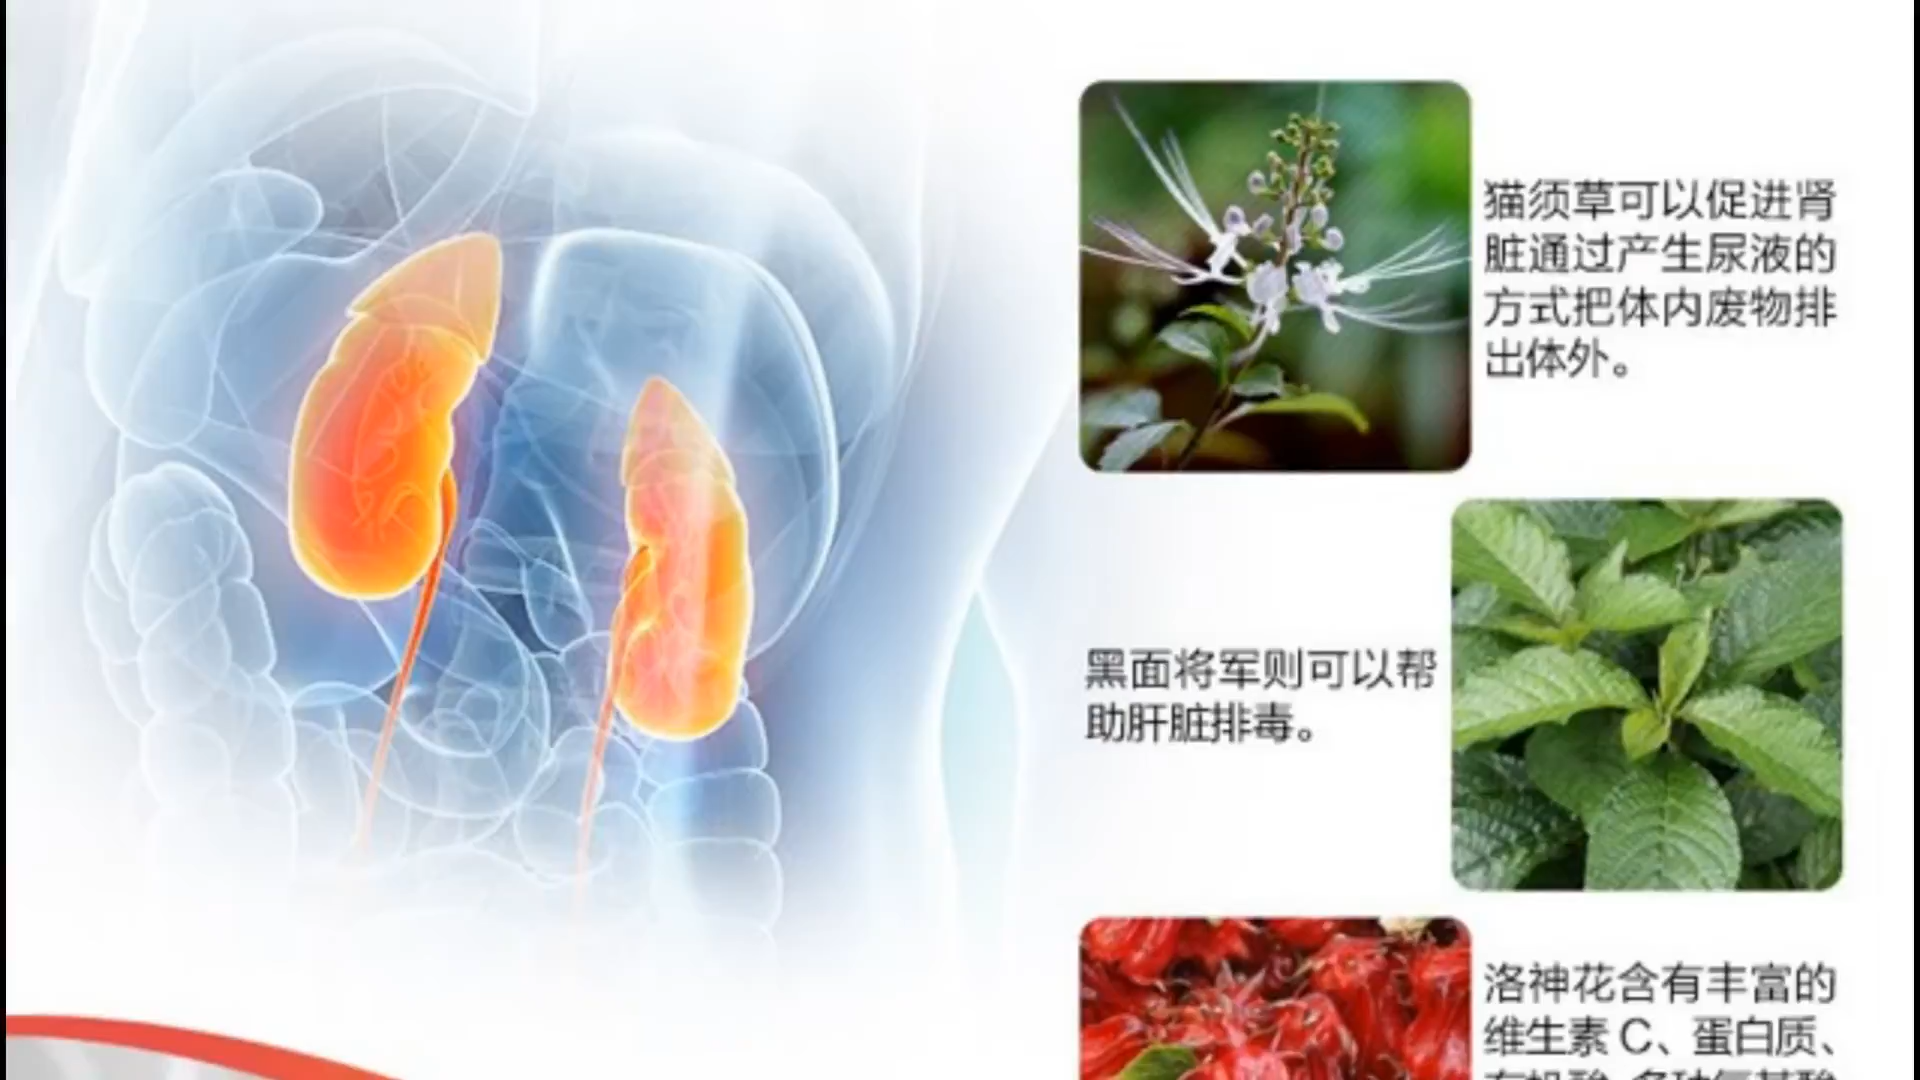 猫须草可以促进肾
脏通过产生尿液的
方式把体内废物排
出体外。
黑面将军则可以帮
助肝脏排毒。
洛神花含有丰富的
维生素 C、蛋白质、